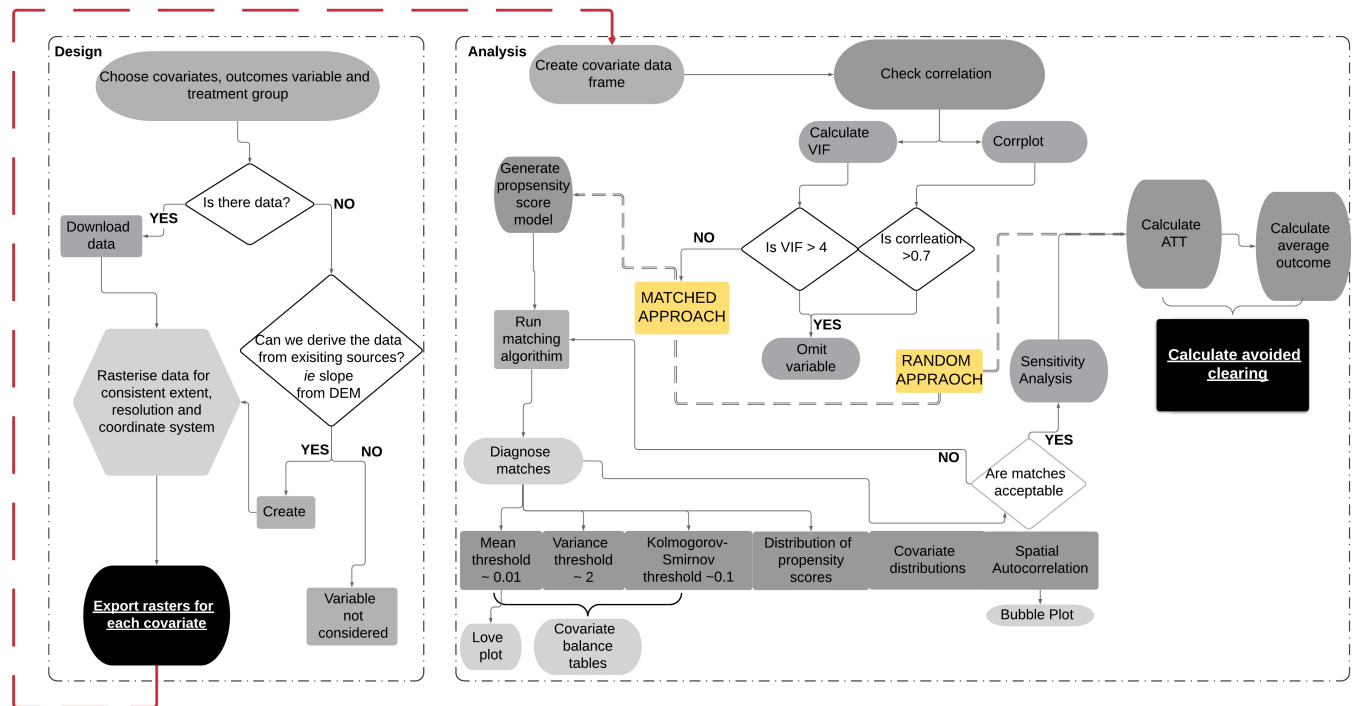 Design
Choose covariates, outcomes variable and
treatment group
Is there data?
YES
NO
Download
data
Can we derive the data
from exisiting sources?
ie slope
from DEM
Rasterise data for
consistent extent,
resolution and
coordinate system
YES
NO
Create
Export rasters for
each covariate
Variable
not
considered
Analysis
Create covariate data
frame
Check correlation
Calculate
VIF
Corrplot
Generate
propsensity
score
model
Is VIF > 4
Is corrleation
>0.7
NO
MATCHED
APPROACH
YES
Omit
variable
RANDOM
APPRAOCH
Run
matching
algorithim
Sensitivity
Analysis
Calculate
ATT
Calculate
average
outcome
Calculate avoided
clearing
Diagnose
matches
NO
YES
Are matches
acceptable
Mean
threshold
~ 0.01
Variance
threshold
~ 2
Kolmogorov-
Smirnov
threshold ~0.1
Distribution of
propensity
scores
Covariate
distributions
Spatial
Autocorrelation
Love
plot
Covariate
balance
tables
Bubble Plot